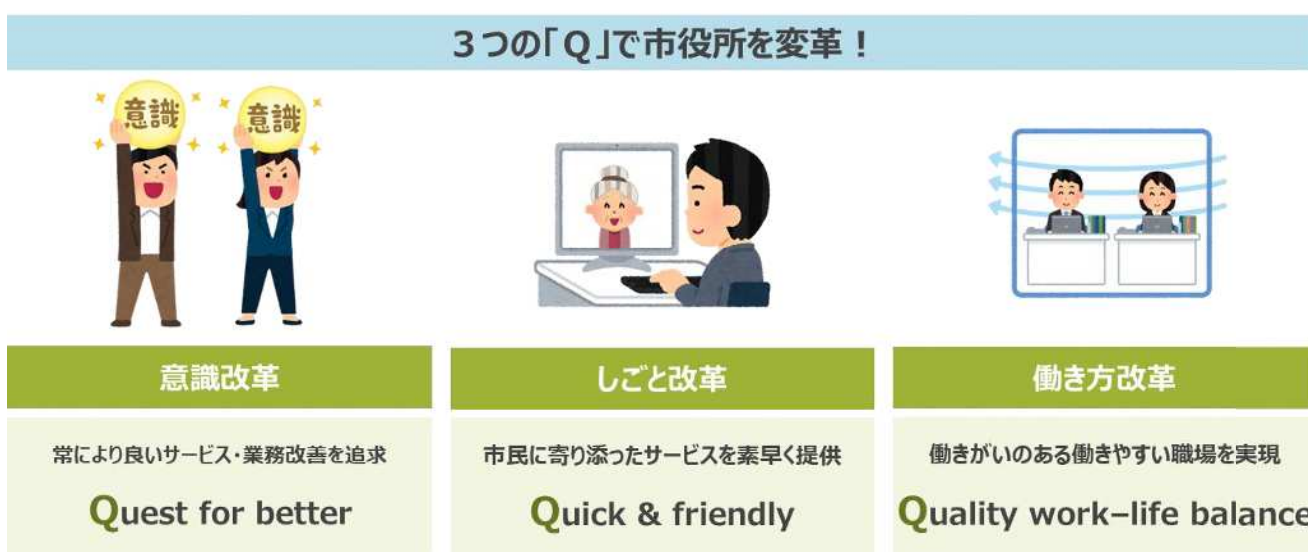 3つの「Q」で市役所を変革！
意識
意識
意識改革
常により良いサービス・業務改善を追求
Quest for better
しごと改革
市民に寄り添ったサービスを素早く提供
Quick & friendly
働き方改革
働きがいのある働きやすい職場を実現
Quality work–life balance